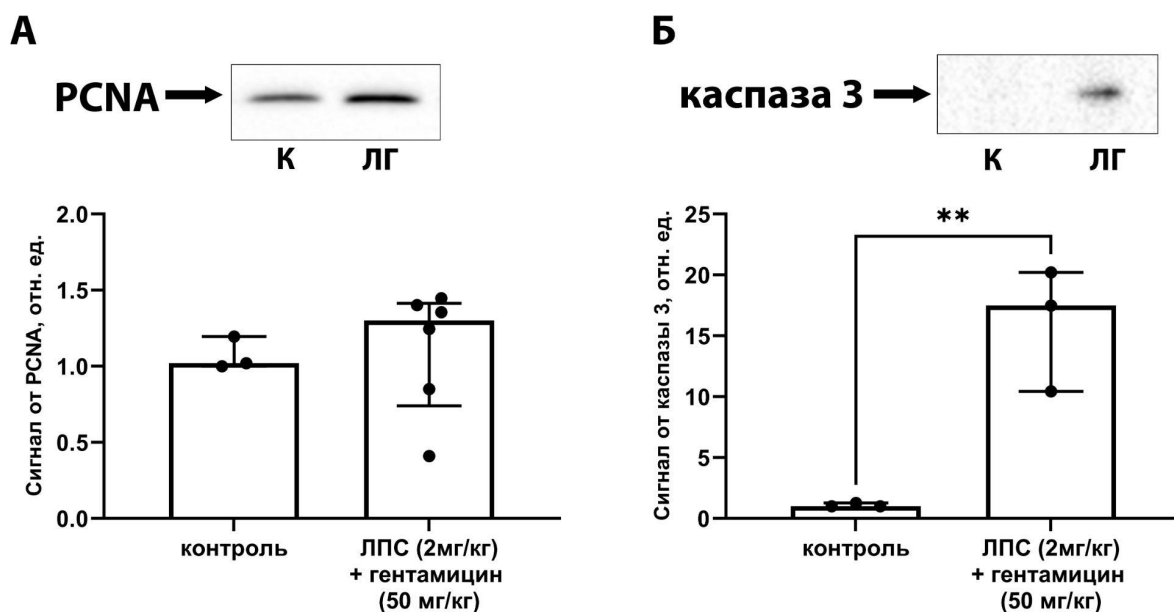 А
PCNA
К ЛГ
Сигнал от PCNA, отн. ед.
2.0
1.5
1.0
0.5
0.0
контроль
ЛПС (2мг/кг)
+ гентамицин
(50 мг/кг)
Б
каспаза 3
К ЛГ
Сигнал от каспазы 3, отн. ед.
25
20
15
10
5
0
**
контроль
ЛПС (2мг/кг)
+ гентамицин
(50 мг/кг)